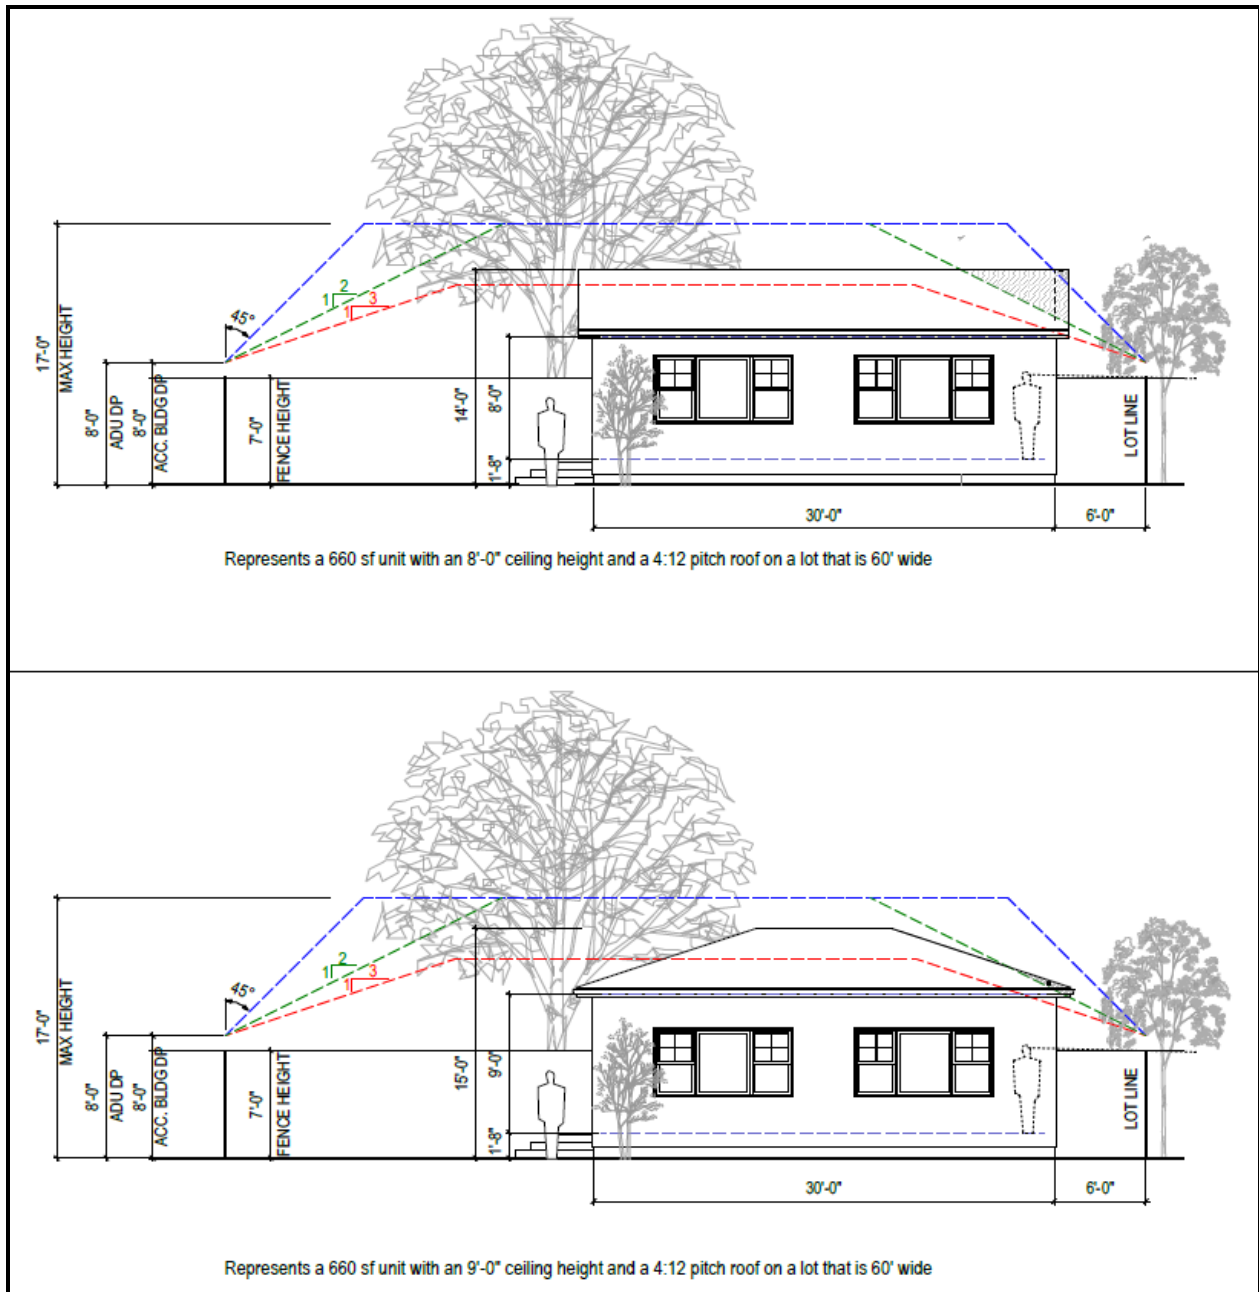 17'-0"
MAX HEIGHT
8'-0"
ADU DP
8'-0"
ACC. BLDG DP
45°
1 2
1 3
7'-0"
FENCE HEIGHT
14'-0"
8'-0"
1'-8"
LOT LINE
30'-0"
6'-0"
Represents a 660 sf unit with an 8'-0" ceiling height and a 4:12 pitch roof on a lot that is 60' wide
17'-0"
MAX HEIGHT
8'-0"
ADU DP
8'-0"
ACC. BLDG DP
45°
1 2
1 3
7'-0"
FENCE HEIGHT
15'-0"
9'-0"
1'-8"
LOT LINE
30'-0"
6'-0"
Represents a 660 sf unit with an 9'-0" ceiling height and a 4:12 pitch roof on a lot that is 60' wide